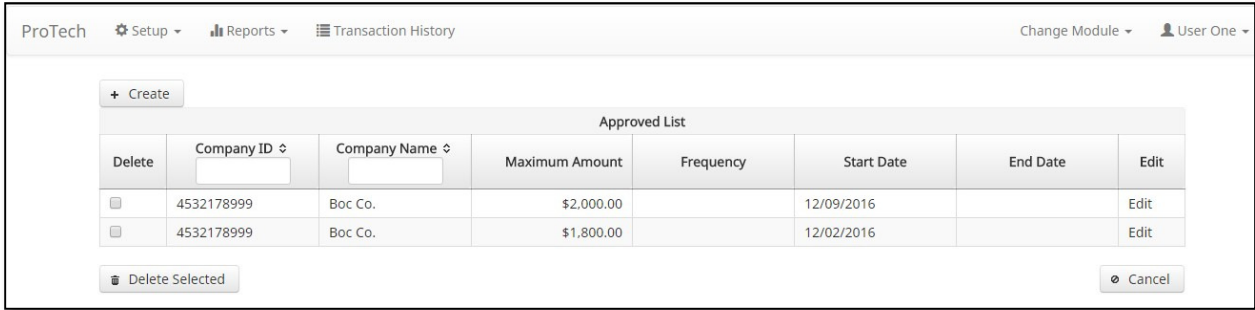 ProTech Setup Reports Transaction History Change Module User One
+ Create
Approved List
Delete Company ID Company Name Maximum Amount Frequency Start Date End Date Edit
4532178999 Boc Co. $2,000.00 12/09/2016 Edit
4532178999 Boc Co. $1,800.00 12/02/2016 Edit
Delete Selected Cancel